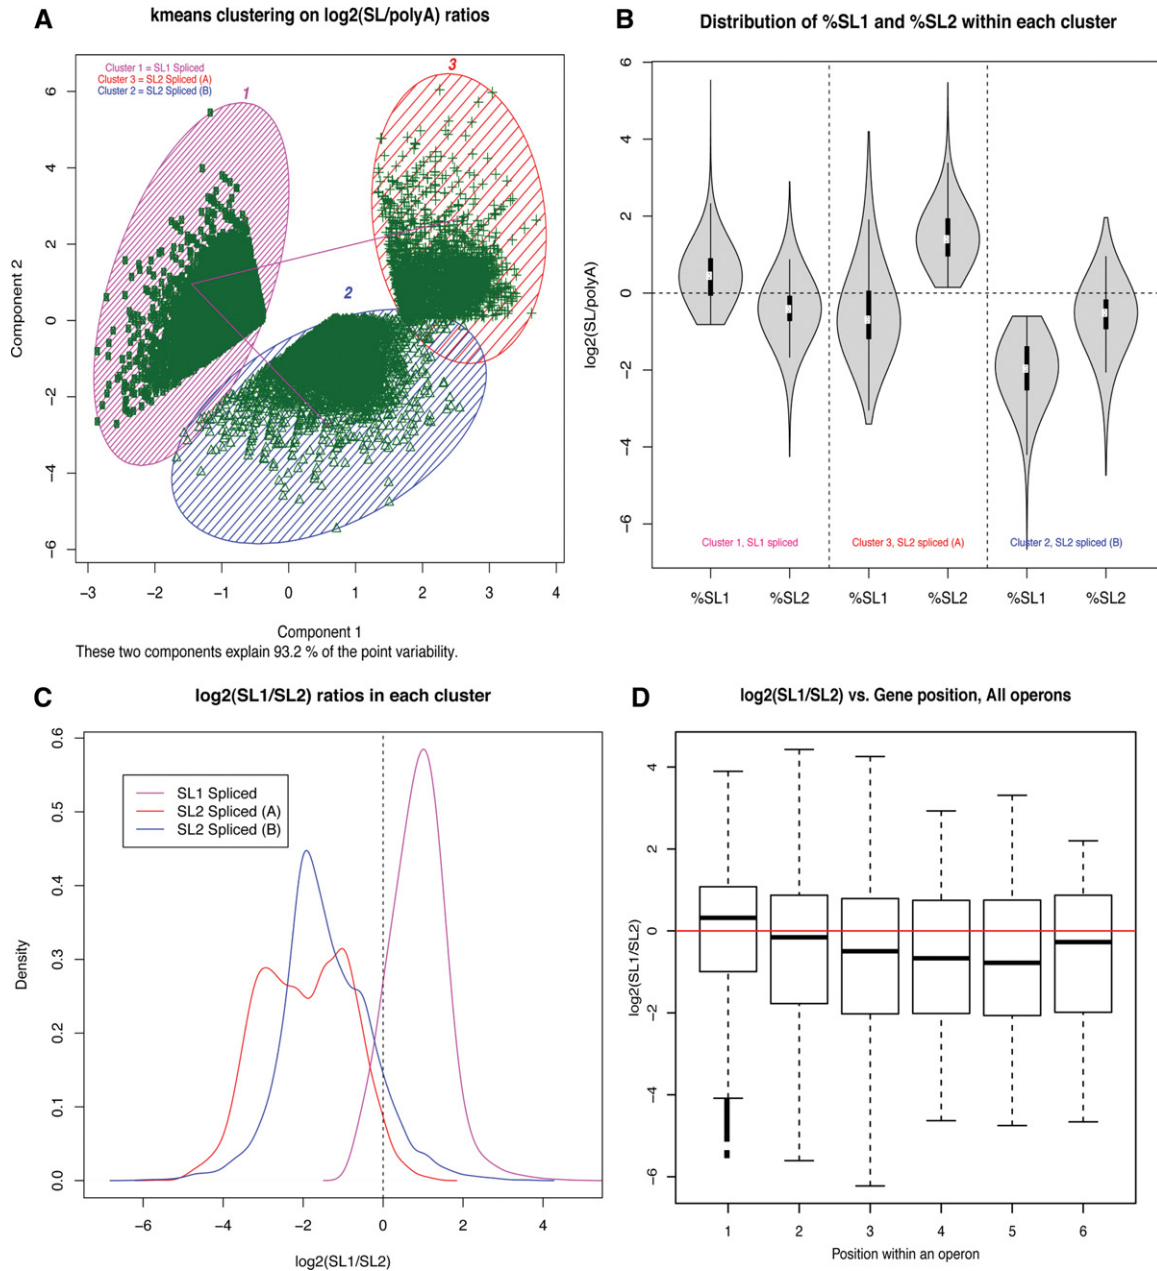 A
kmeans clustering on log2(SL/polyA) ratios
Cluster 1 = SL1 Spliced
Cluster 3 = SL2 Spliced (A)
Cluster 2 = SL2 Spliced (B)
1
2
3
Component 2
6
4
2
0
−2
−4
−6
−3 −2 −1 0 1 2 3 4
Component 1
These two components explain 93.2 % of the point variability.
B
Distribution of %SL1 and %SL2 within each cluster
log2(SL/polyA)
6
4
2
0
−2
−4
−6
Cluster 1, SL1 spliced
Cluster 3, SL2 spliced (A)
Cluster 2, SL2 spliced (B)
%SL1 %SL2 %SL1 %SL2 %SL1 %SL2
C
log2(SL1/SL2) ratios in each cluster
SL1 Spliced
SL2 Spliced (A)
SL2 Spliced (B)
Density
0.6
0.5
0.4
0.3
0.2
0.1
0.0
−6 −4 −2 0 2 4
log2(SL1/SL2)
D
log2(SL1/SL2) vs. Gene position, All operons
log2(SL1/SL2)
4
2
0
−2
−4
−6
1 2 3 4 5 6
Position within an operon